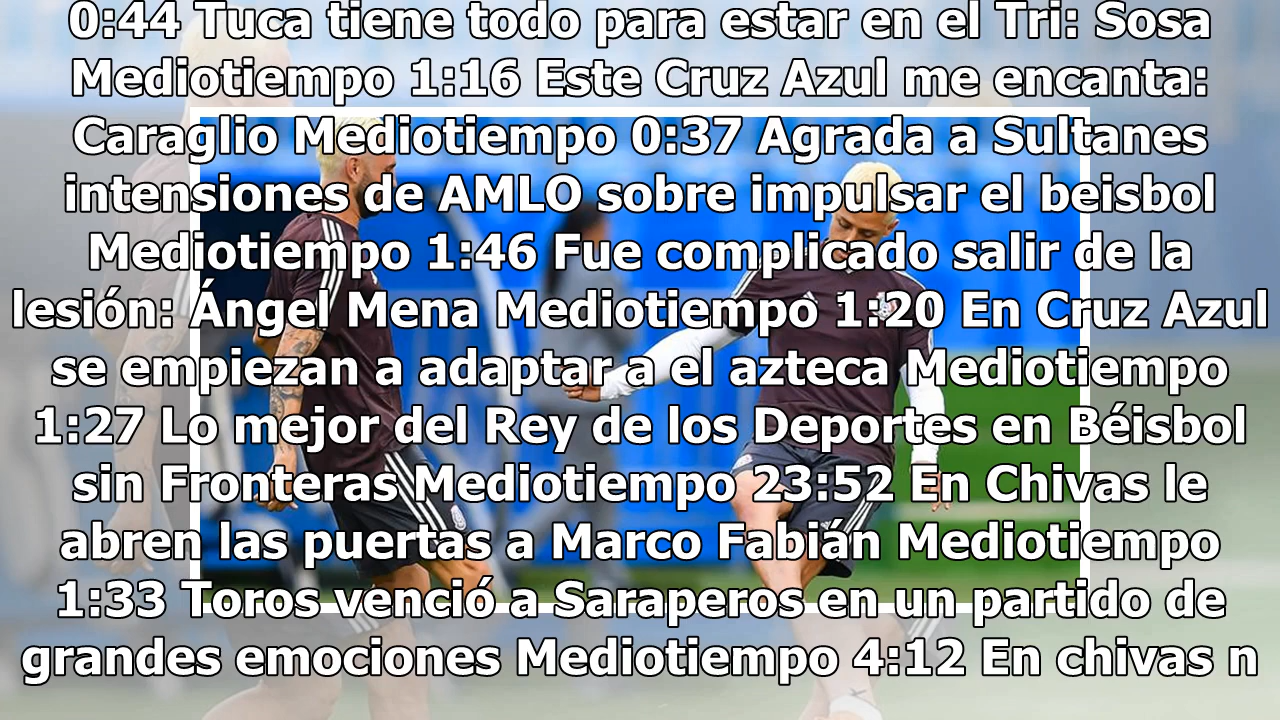 0:44 Tuca tiene todo para estar en el Tri: Sosa
Mediotiempo 1:16 Este Cruz Azul me encanta:
Caraglio Mediotiempo 0:37 Agrada a Sultanes
intensiones de AMLO sobre impulsar el beisbol
Mediotiempo 1:46 Fue complicado salir de la
lesión: Ángel Mena Mediotiempo 1:20 En Cruz Azul
se empiezan a adaptar a el azteca Mediotiempo
1:27 Lo mejor del Rey de los Deportes en Béisbol
sin Fronteras Mediotiempo 23:52 En Chivas le
abren las puertas a Marco Fabián Mediotiempo
1:33 Toros venció a Saraperos en un partido de
grandes emociones Mediotiempo 4:12 En chivas n